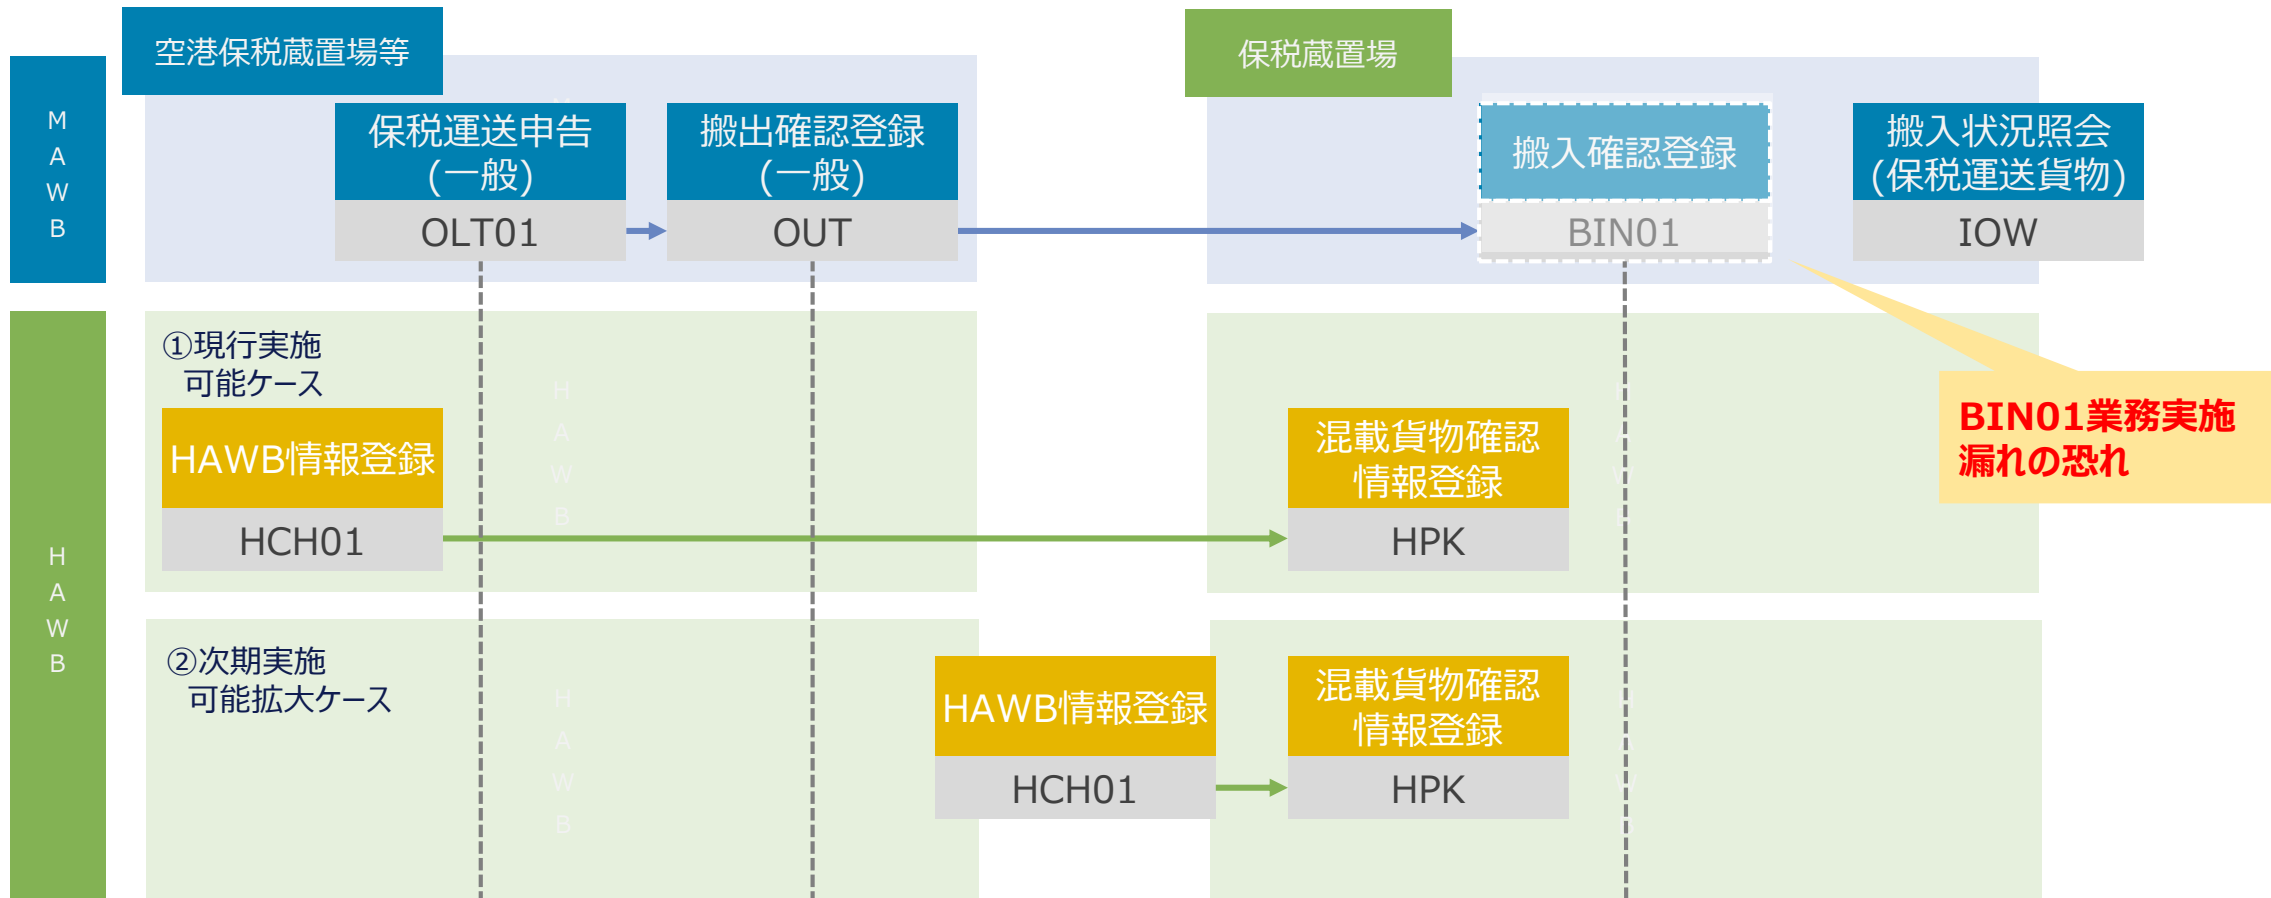 空港保税蔵置場等
保税蔵置場
M
A
W
B
保税運送申告
(一般)
OLT01
搬出確認登録
(一般)
OUT
搬入確認登録
BIN01
搬入状況照会
(保税運送貨物)
IOW
BIN01業務実施
漏れの恐れ
H
A
W
B
①現行実施
可能ケース
H
A
W
B
HAWB情報登録
HCH01
混載貨物確認
情報登録
HPK
②次期実施
可能拡大ケース
H
A
W
B
HAWB情報登録
HCH01
混載貨物確認
情報登録
HPK